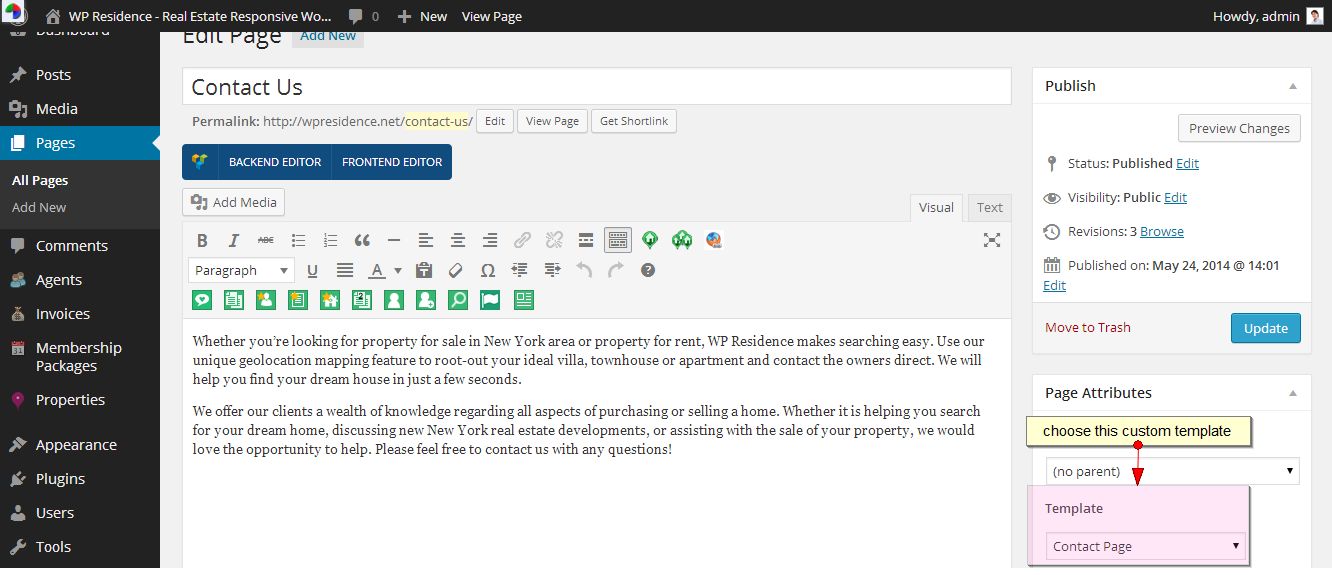 WP Residence - Real Estate Responsive Wo... 0 New View Page Howdy, admin
Dashboard
Edit Page Add New
Posts
Media
Pages
All Pages
Add New
Comments
Agents
Invoices
Membership
Packages
Properties
Appearance
Plugins
Users
Tools
Contact Us
Permalink: http://wpresidence.net/contact-us/ Edit View Page Get Shortlink
BACKEND EDITOR FRONTEND EDITOR
Add Media
Visual Text
B I ABC
Paragraph U A
Whether you're looking for property for sale in New York area or property for rent, WP Residence makes searching easy. Use our
unique geolocation mapping feature to root-out your ideal villa, townhouse or apartment and contact the owners direct. We will
help you find your dream house in just a few seconds.
We offer our clients a wealth of knowledge regarding all aspects of purchasing or selling a home. Whether it is helping you search
for your dream home, discussing new New York real estate developments, or assisting with the sale of your property, we would
love the opportunity to help. Please feel free to contact us with any questions!
Publish
Preview Changes
Status: Published Edit
Visibility: Public Edit
Revisions: 3 Browse
Published on: May 24, 2014 @ 14:01
Edit
Move to Trash Update
Page Attributes
choose this custom template
(no parent)
Template
Contact Page